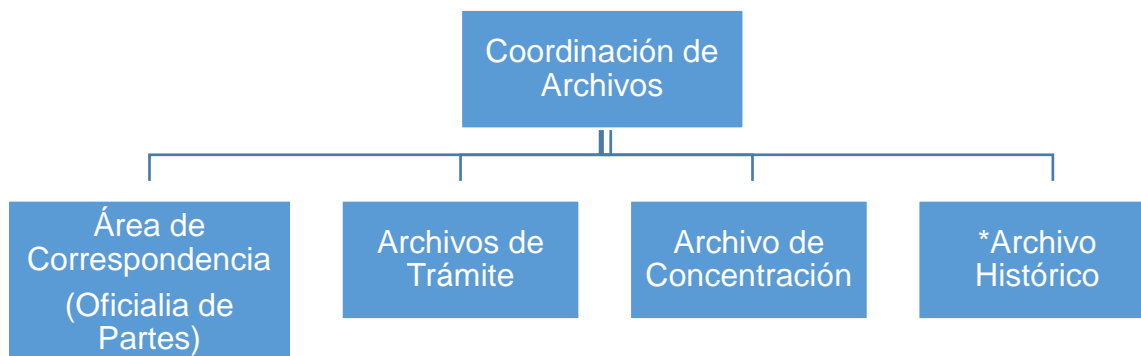 Coordinación de
Archivos
Área de
Correspondencia
(Oficialia de
Partes)
Archivos de
Trámite
Archivo de
Concentración
*Archivo
Histórico